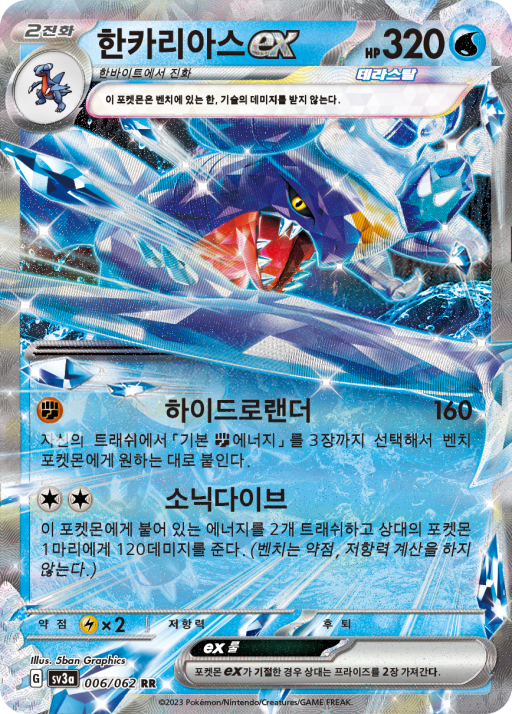 2진화
한카리아스ex
HP320
한바이트에서 진화
테라스탈
이 포켓몬은 벤치에 있는 한, 기술의 데미지를 받지 않는다.
하이드로랜더 160
자신의 트래쉬에서 「기본 에너지」를 3장까지 선택해서 벤치
포켓몬에게 원하는 대로 붙인다.
소닉다이브
이 포켓몬에게 붙어 있는 에너지를 2개 트래쉬하고 상대의 포켓몬
1마리에게 120데미지를 준다. (벤치는 약점, 저항력 계산을 하지
않는다.)
약점 ×2 저항력 후퇴
Illus. 5ban Graphics
ex 룰
G sv3a 006/062 RR
포켓몬 ex가 기절한 경우 상대는 프라이즈를 2장 가져간다.
©2023 Pokémon/Nintendo/Creatures/GAME FREAK.